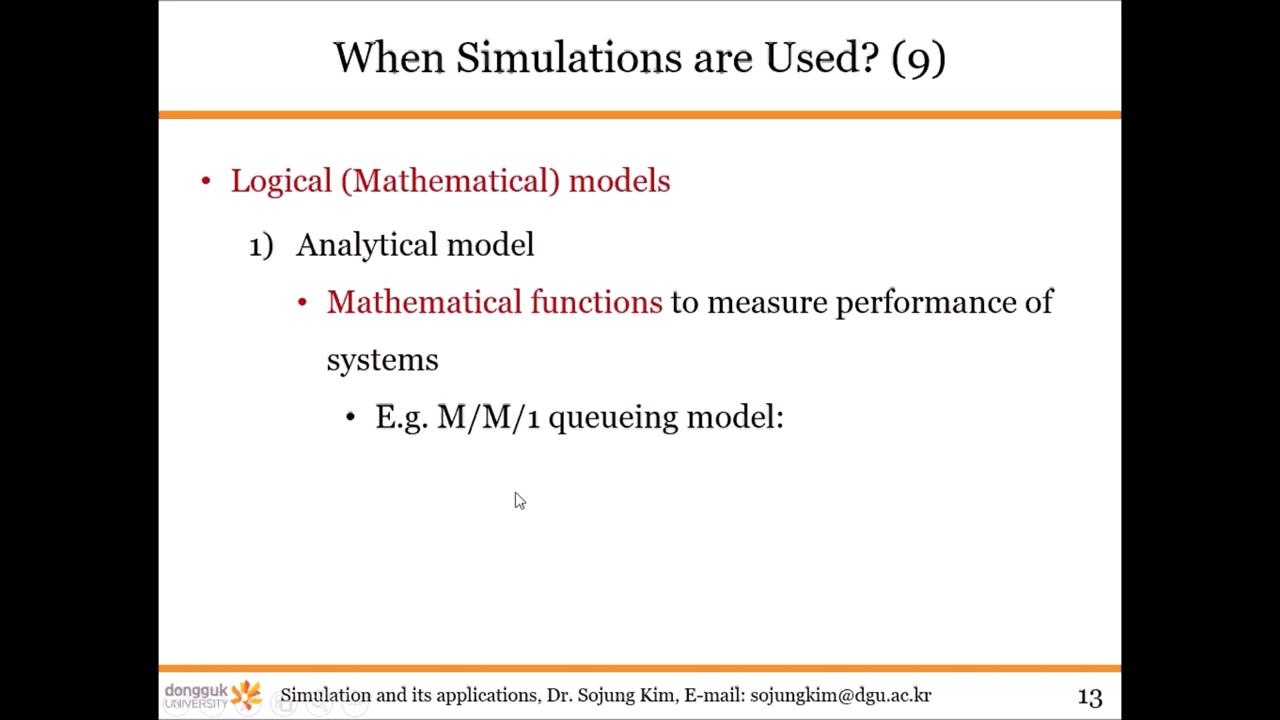 When Simulations are Used? (9)
• Logical (Mathematical) models
1) Analytical model
• Mathematical functions to measure performance of
systems
• E.g. M/M/1 queueing model:
dongguk
UNIVERSITY
Simulation and its applications, Dr. Sojung Kim, E-mail: sojungkim@dgu.ac.kr
13